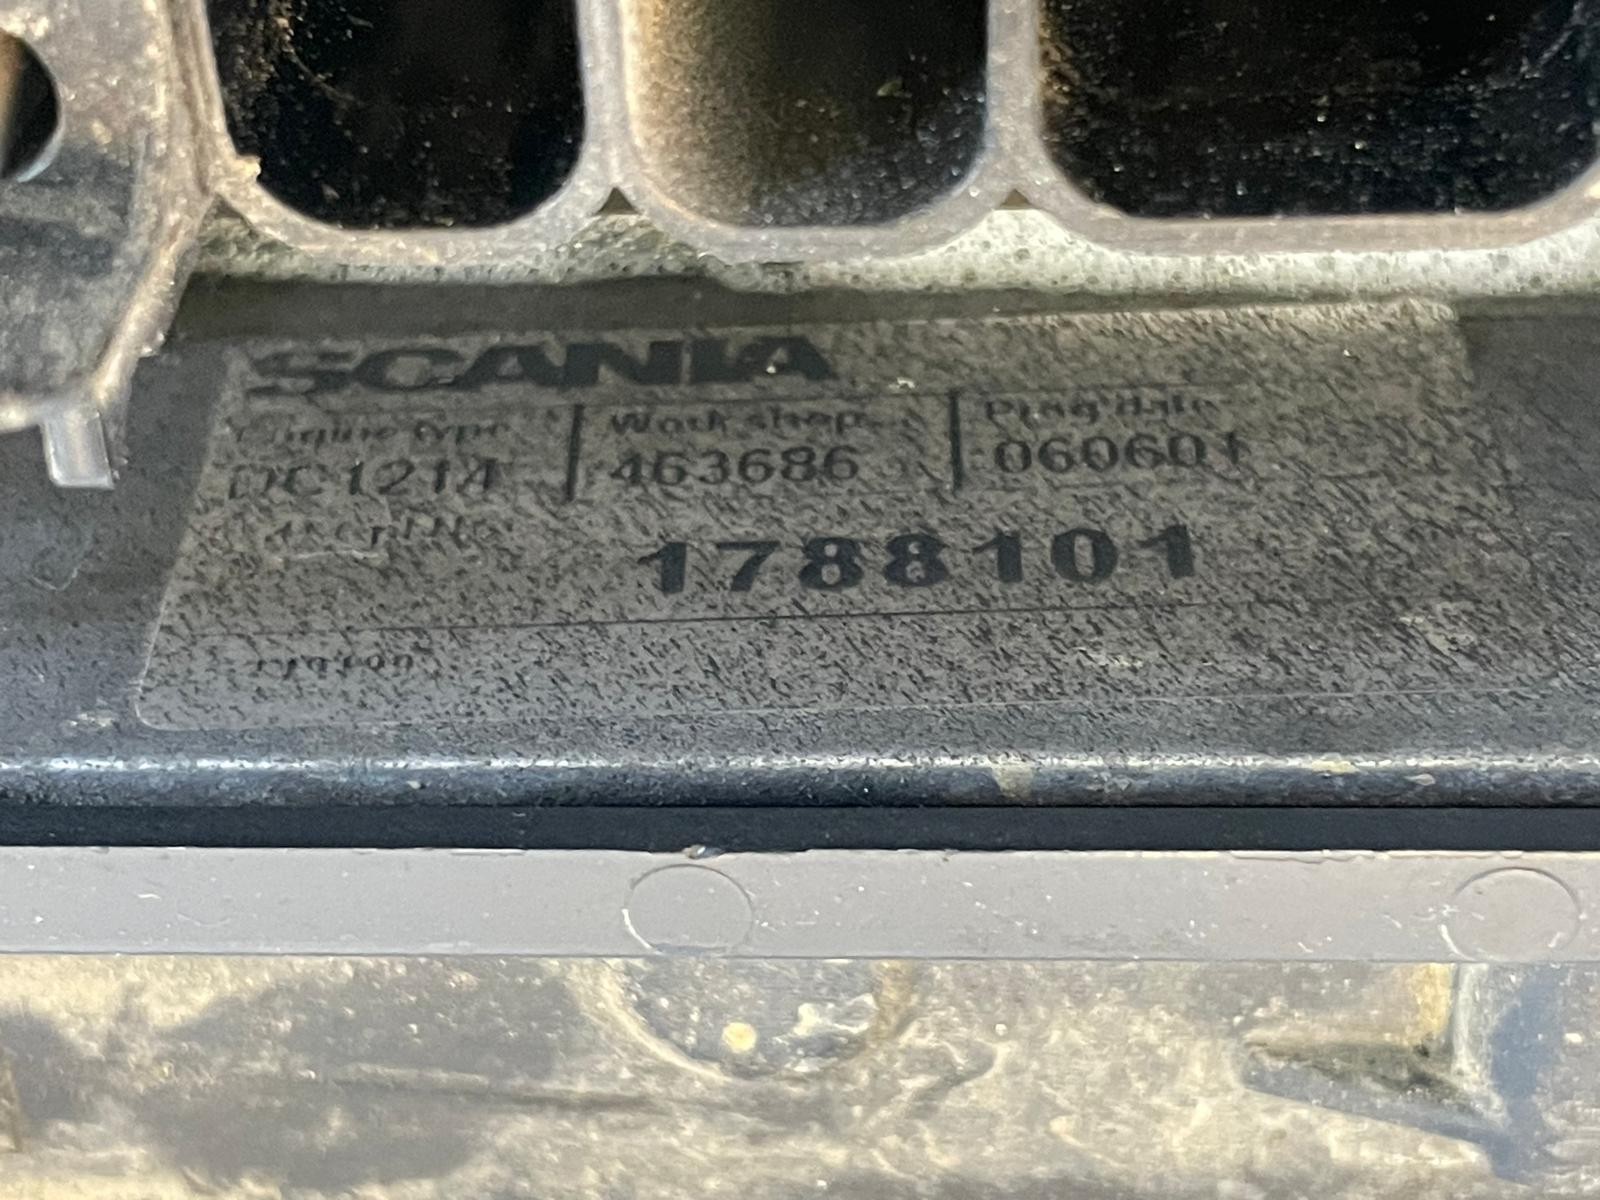 SCANIA
Engine type Work shop Prog date
DC1214 463686 060601
1788101